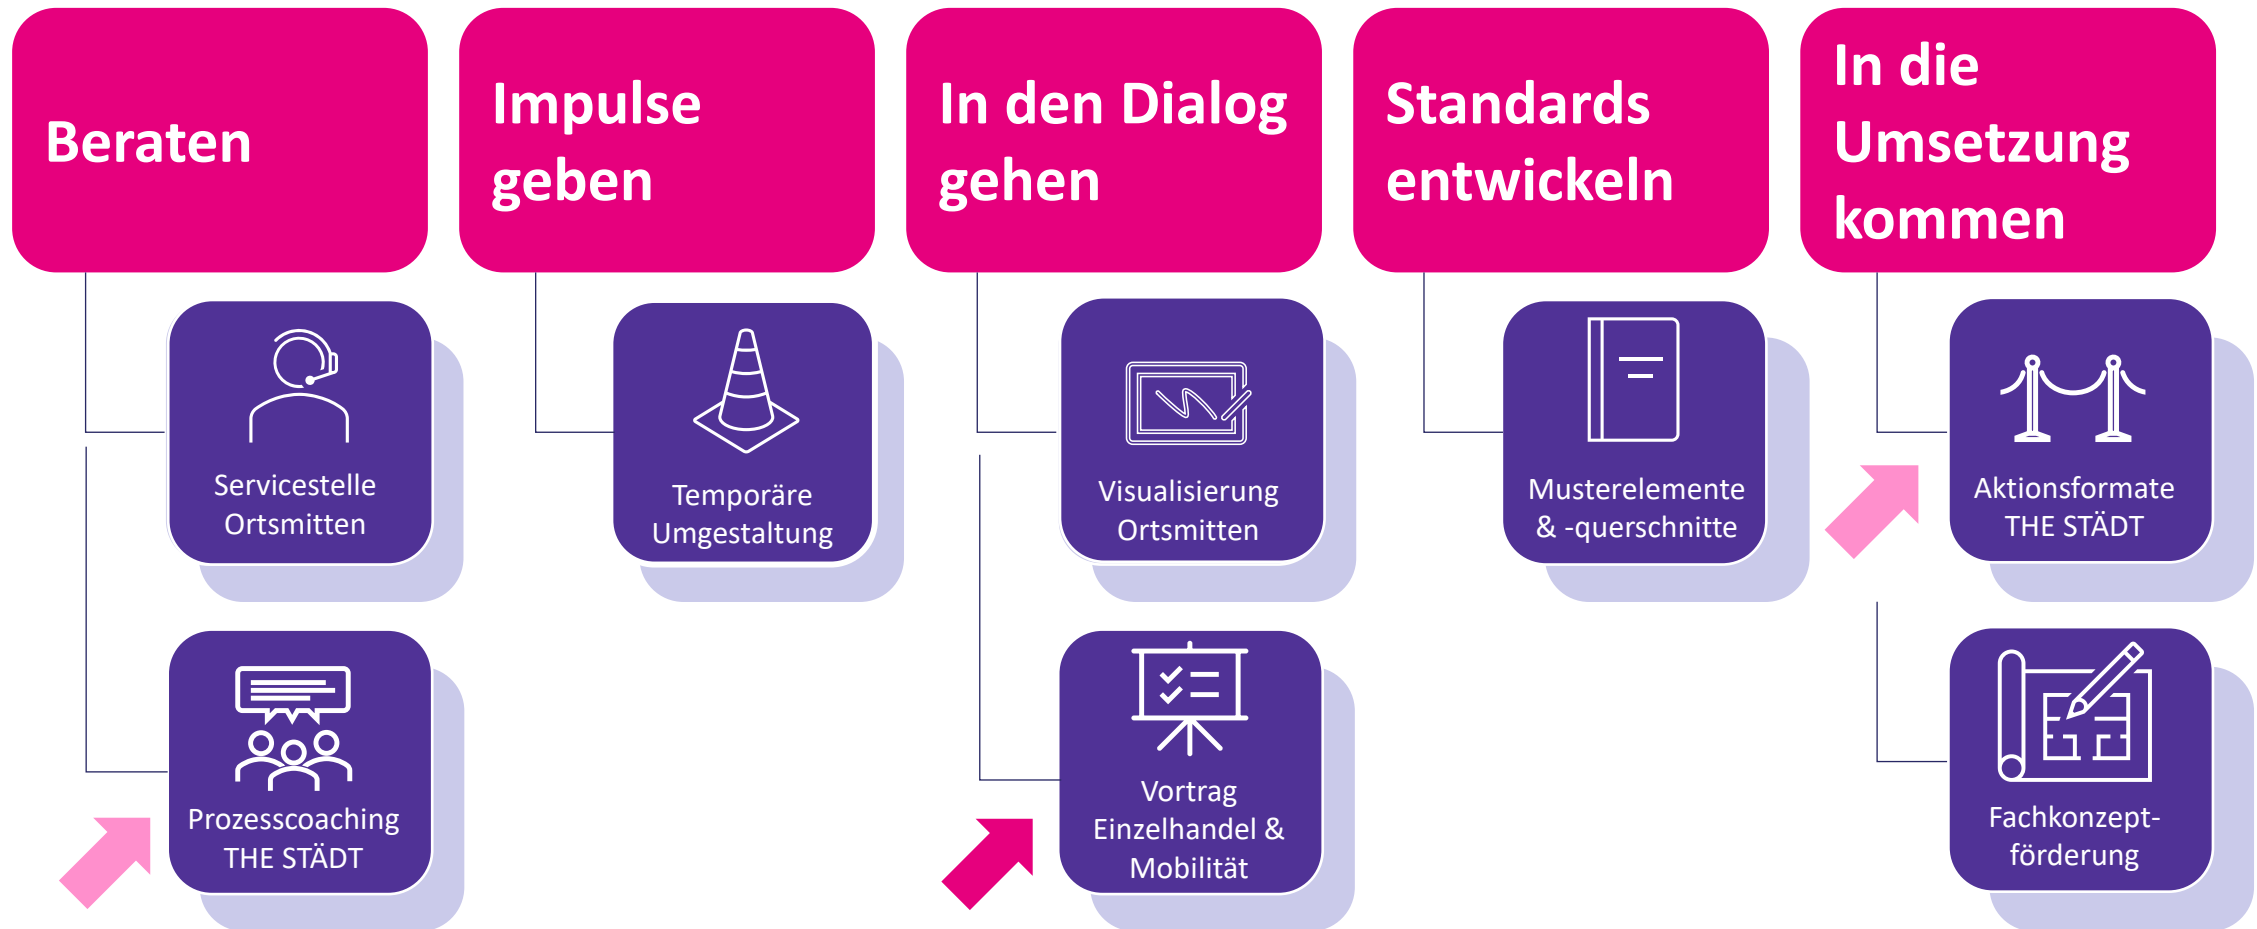 Beraten
Impulse
geben
In den Dialog
gehen
Standards
entwickeln
In die
Umsetzung
kommen
Servicestelle
Ortsmitten
Temporäre
Umgestaltung
Visualisierung
Ortsmitten
Musterelemente
& -querschnitte
Aktionsformate
THE STÄDT
Prozesscoaching
THE STÄDT
Vortrag
Einzelhandel &
Mobilität
Fachkonzept-
förderung